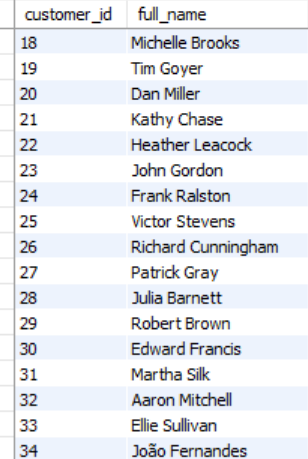 customer_id full_name
18 Michelle Brooks
19 Tim Goyer
20 Dan Miller
21 Kathy Chase
22 Heather Leacock
23 John Gordon
24 Frank Ralston
25 Victor Stevens
26 Richard Cunningham
27 Patrick Gray
28 Julia Barnett
29 Robert Brown
30 Edward Francis
31 Martha Silk
32 Aaron Mitchell
33 Ellie Sullivan
34 João Fernandes